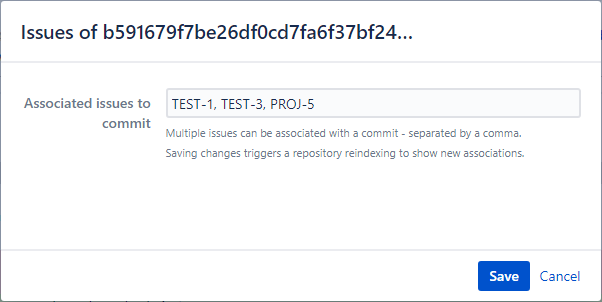 Issues of b591679f7be26df0cd7fa6f37bf24...
Associated issues to
commit
TEST-1, TEST-3, PROJ-5
Multiple issues can be associated with a commit - separated by a comma.
Saving changes triggers a repository reindexing to show new associations.
Save Cancel